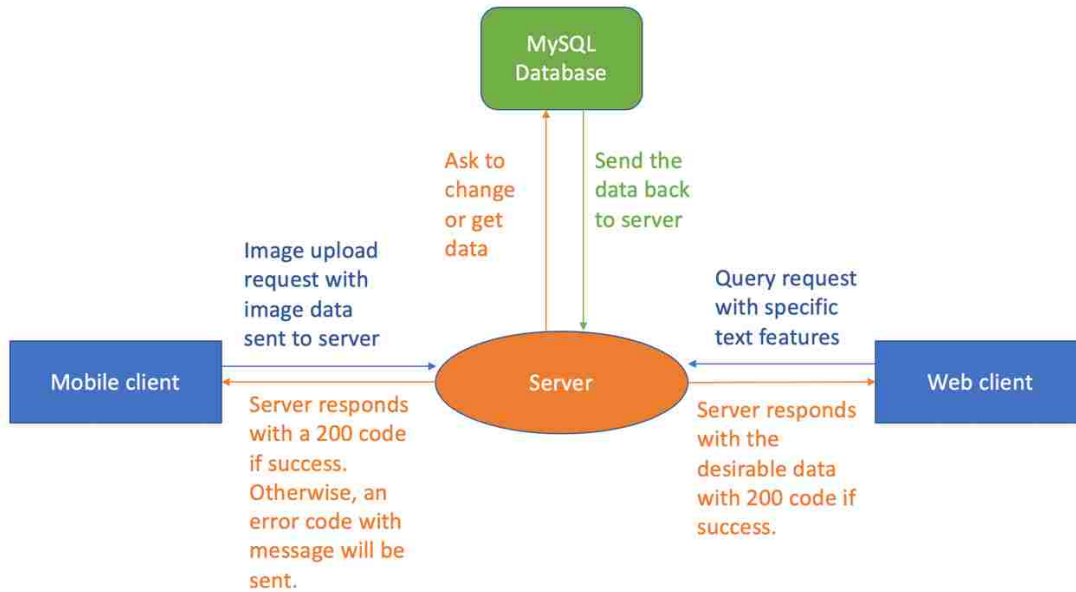 MySQL
Database
Ask to
change
or get
data
Send the
data back
to server
Image upload
request with
image data
sent to server
Query request
with specific
text features
Mobile client
Server
Web client
Server responds
with a 200 code
if success.
Otherwise, an
error code with
message will be
sent.
Server responds
with the
desirable data
with 200 code if
success.